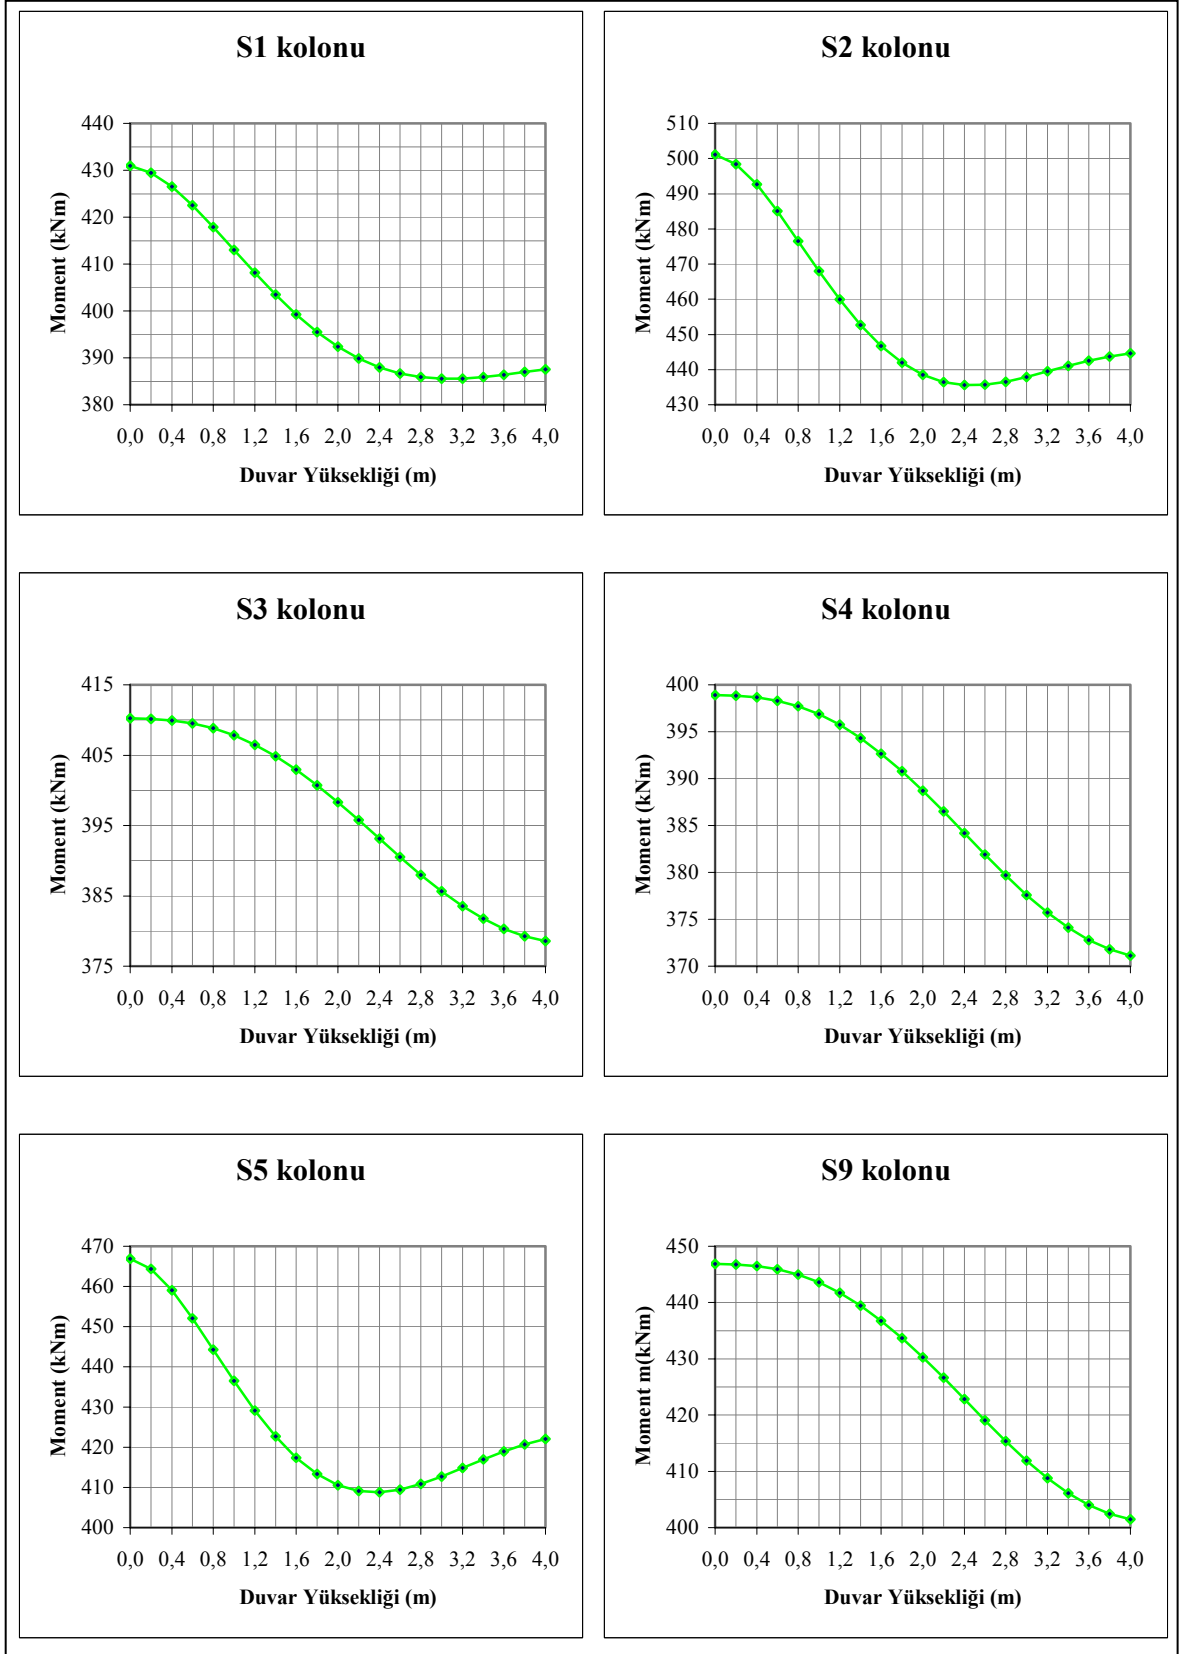 S1 kolonu
Moment (kNm)
440
430
420
410
400
390
380
0,0 0,4 0,8 1,2 1,6 2,0 2,4 2,8 3,2 3,6 4,0
Duvar Yüksekliği (m)
S2 kolonu
Moment (kNm)
510
500
490
480
470
460
450
440
430
0,0 0,4 0,8 1,2 1,6 2,0 2,4 2,8 3,2 3,6 4,0
Duvar Yüksekliği (m)
S3 kolonu
Moment (kNm)
415
405
395
385
375
0,0 0,4 0,8 1,2 1,6 2,0 2,4 2,8 3,2 3,6 4,0
Duvar Yüksekliği (m)
S4 kolonu
Moment (kNm)
400
395
390
385
380
375
370
0,0 0,4 0,8 1,2 1,6 2,0 2,4 2,8 3,2 3,6 4,0
Duvar Yüksekliği (m)
S5 kolonu
Moment (kNm)
470
460
450
440
430
420
410
400
0,0 0,4 0,8 1,2 1,6 2,0 2,4 2,8 3,2 3,6 4,0
Duvar Yüksekliği (m)
S9 kolonu
Moment m(kNm)
450
440
430
420
410
400
0,0 0,4 0,8 1,2 1,6 2,0 2,4 2,8 3,2 3,6 4,0
Duvar Yüksekliği (m)